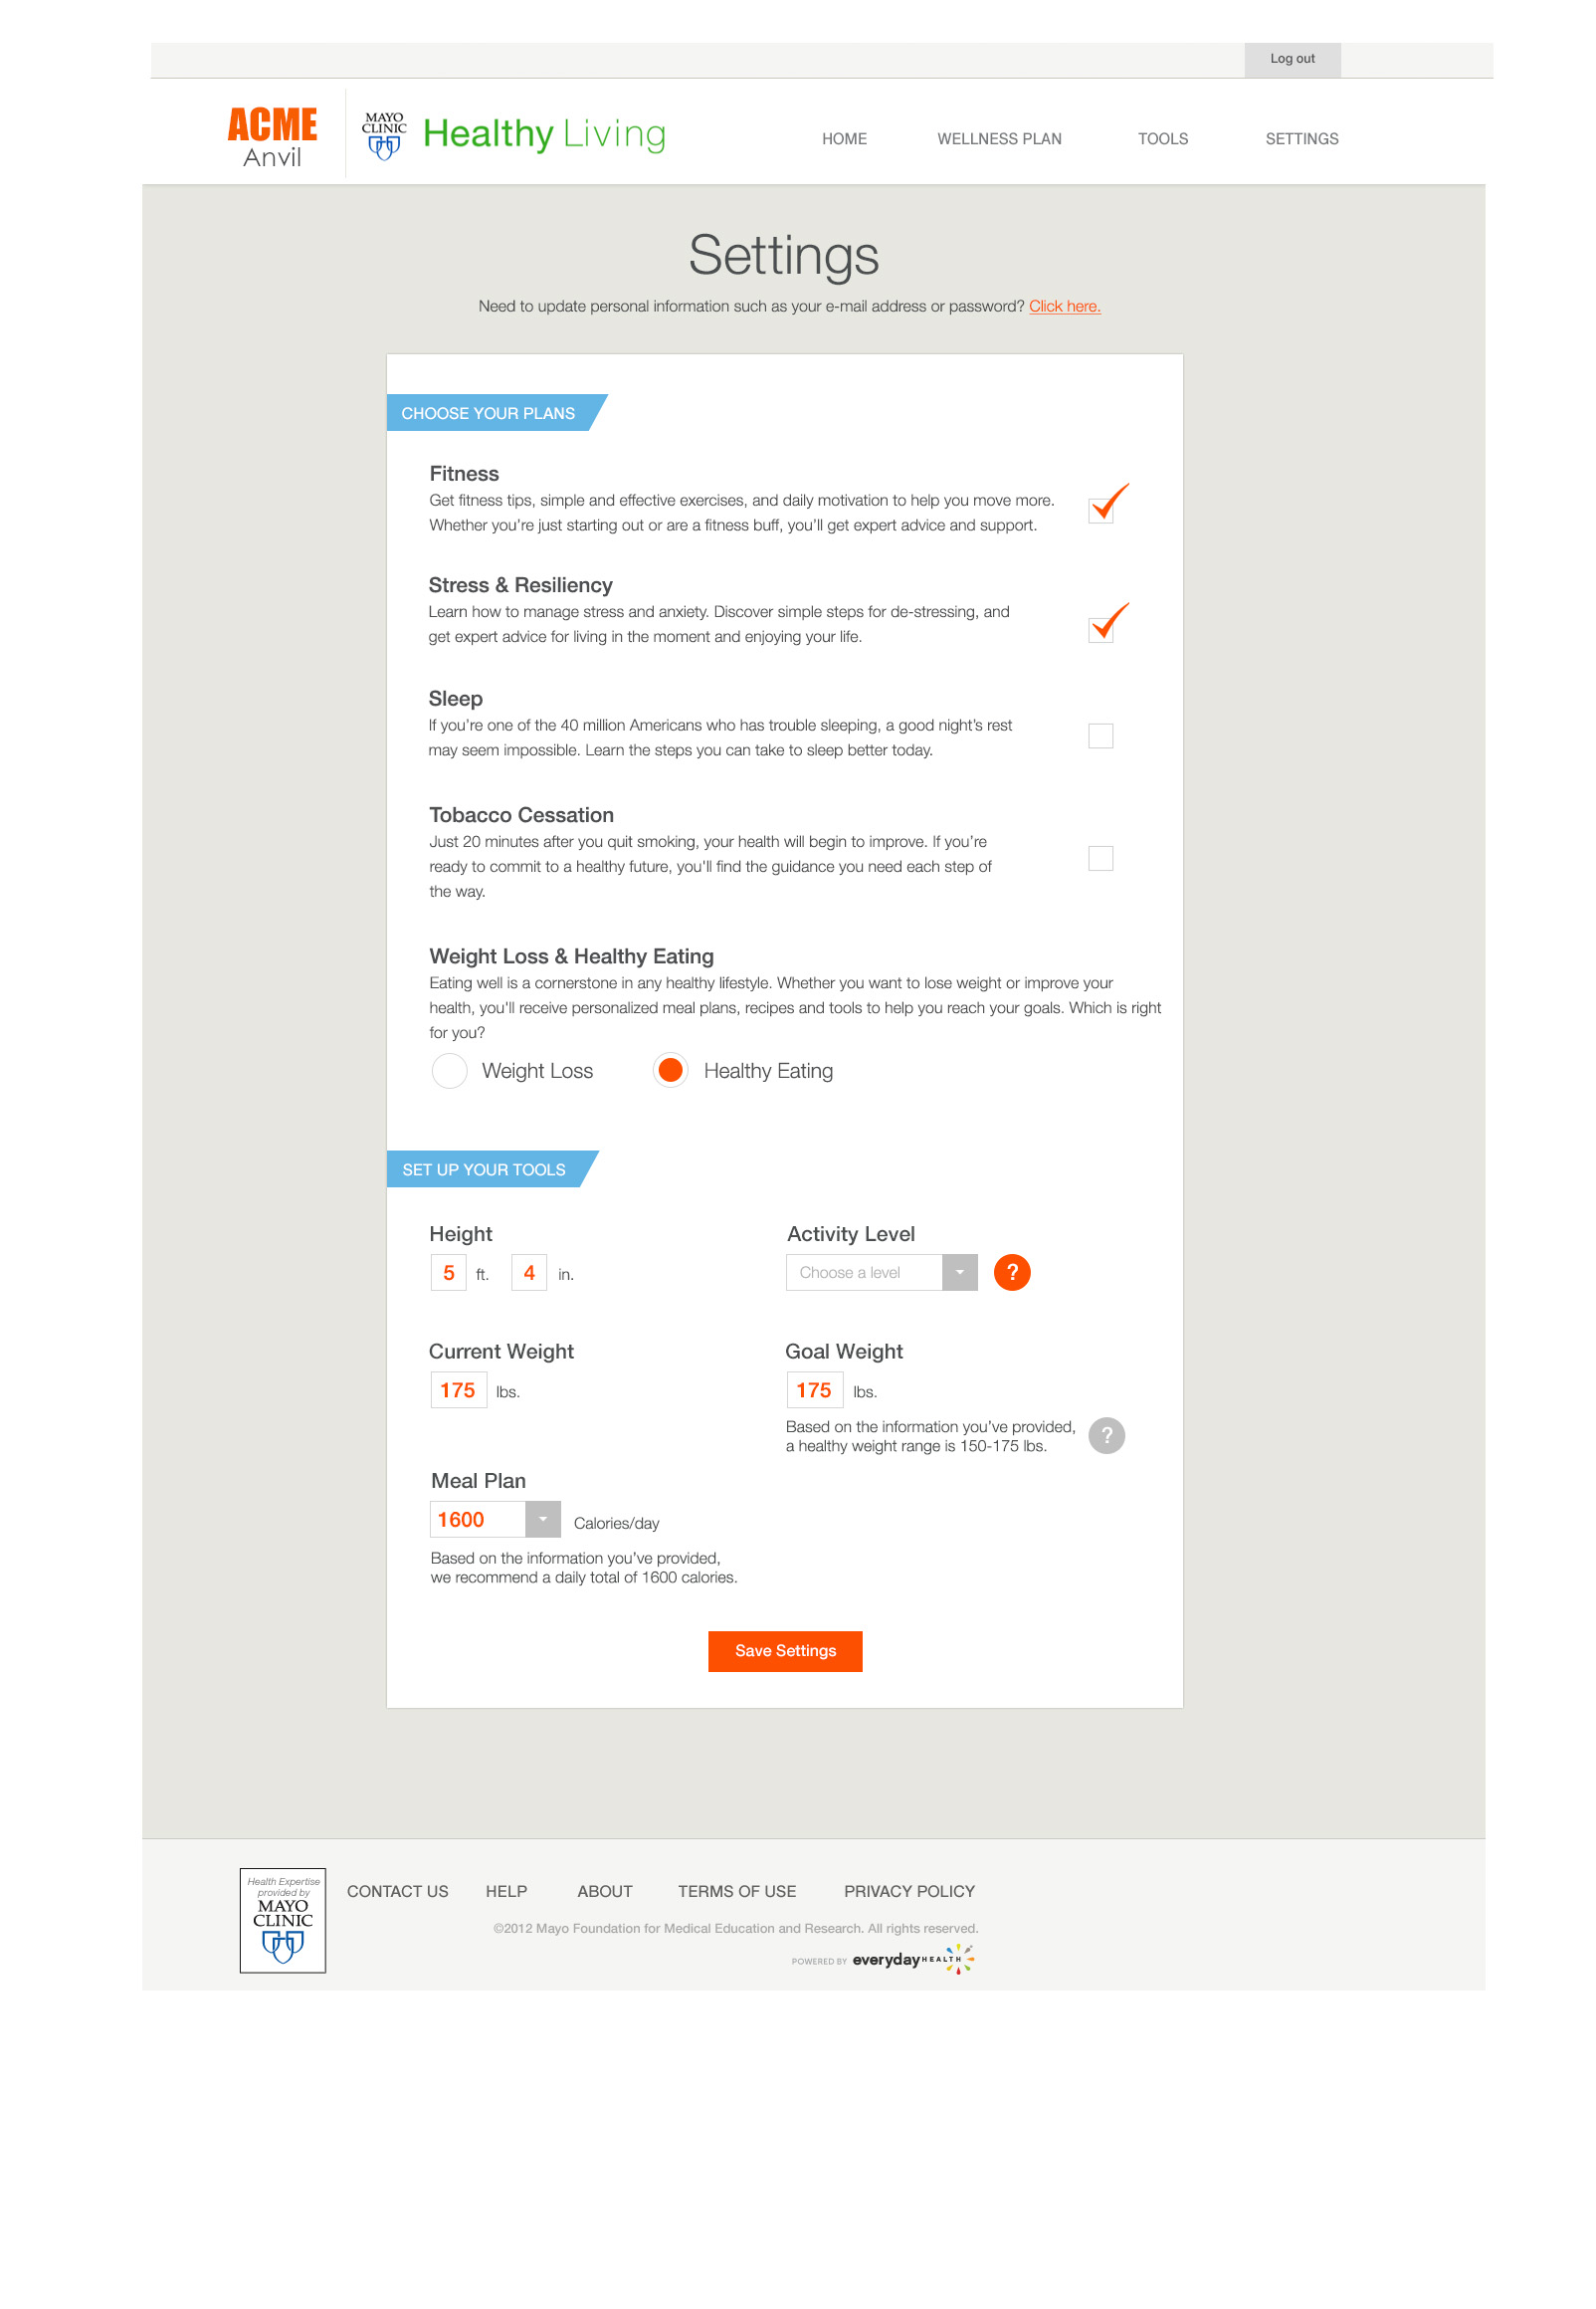 Log out
ACME
Anvil
MAYO
CLINIC
Healthy Living
HOME WELLNESS PLAN TOOLS SETTINGS
Settings
Need to update personal information such as your e-mail address or password? Click here.
CHOOSE YOUR PLANS
Fitness
Get fitness tips, simple and effective exercises, and daily motivation to help you move more.
Whether you're just starting out or are a fitness buff, you'll get expert advice and support.
Stress & Resiliency
Learn how to manage stress and anxiety. Discover simple steps for de-stressing, and
get expert advice for living in the moment and enjoying your life.
Sleep
If you're one of the 40 million Americans who has trouble sleeping, a good night's rest
may seem impossible. Learn the steps you can take to sleep better today.
Tobacco Cessation
Just 20 minutes after you quit smoking, your health will begin to improve. If you're
ready to commit to a healthy future, you'll find the guidance you need each step of
the way.
Weight Loss & Healthy Eating
Eating well is a cornerstone in any healthy lifestyle. Whether you want to lose weight or improve your
health, you'll receive personalized meal plans, recipes and tools to help you reach your goals. Which is right
for you?
Weight Loss Healthy Eating
SET UP YOUR TOOLS
Height
5 ft. 4 in.
Activity Level
Choose a level ?
Current Weight
175 lbs.
Goal Weight
175 lbs.
Based on the information you've provided,
a healthy weight range is 150-175 lbs.
?
Meal Plan
1600 Calories/day
Based on the information you've provided,
we recommend a daily total of 1600 calories.
Save Settings
Health Expertise
provided by
MAYO
CLINIC
CONTACT US HELP ABOUT TERMS OF USE PRIVACY POLICY
©2012 Mayo Foundation for Medical Education and Research. All rights reserved.
POWERED BY everyday HEALTH